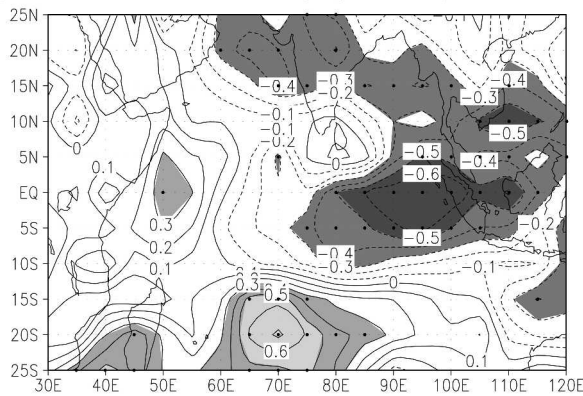 25N
20N
−0.4 −0.3 −0.4
15N −0.2
−0.1 −0.3
10N −0.1 −0.5
0 −0.2 −0.5
5N 0.1 0 −0.6 −0.4
EQ
0.3 −0.2
5S 0.2 −0.4 −0.5
0.1 −0.3 −0.1
10S
0.3 0.5 0
15S
20S
0.6 0.1
25S
30E 40E 50E 60E 70E 80E 90E 100E 110E 120E